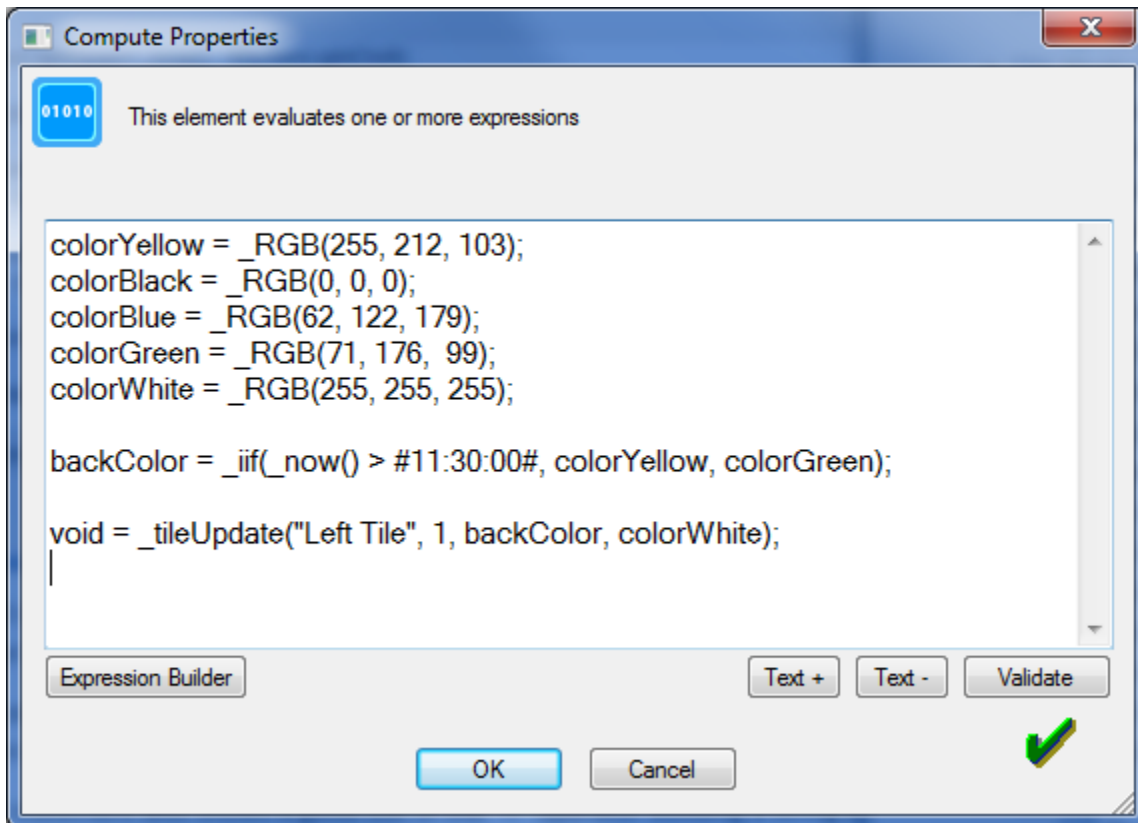 Compute Properties
01010
This element evaluates one or more expressions
colorYellow = _RGB(255, 212, 103);
colorBlack = _RGB(0, 0, 0);
colorBlue = _RGB(62, 122, 179);
colorGreen = _RGB(71, 176,  99);
colorWhite = _RGB(255, 255, 255);
backColor = _iif(_now() > #11:30:00#, colorYellow, colorGreen);
void = _tileUpdate("Left Tile", 1, backColor, colorWhite);
Expression Builder
Text +
Text -
Validate
OK
Cancel